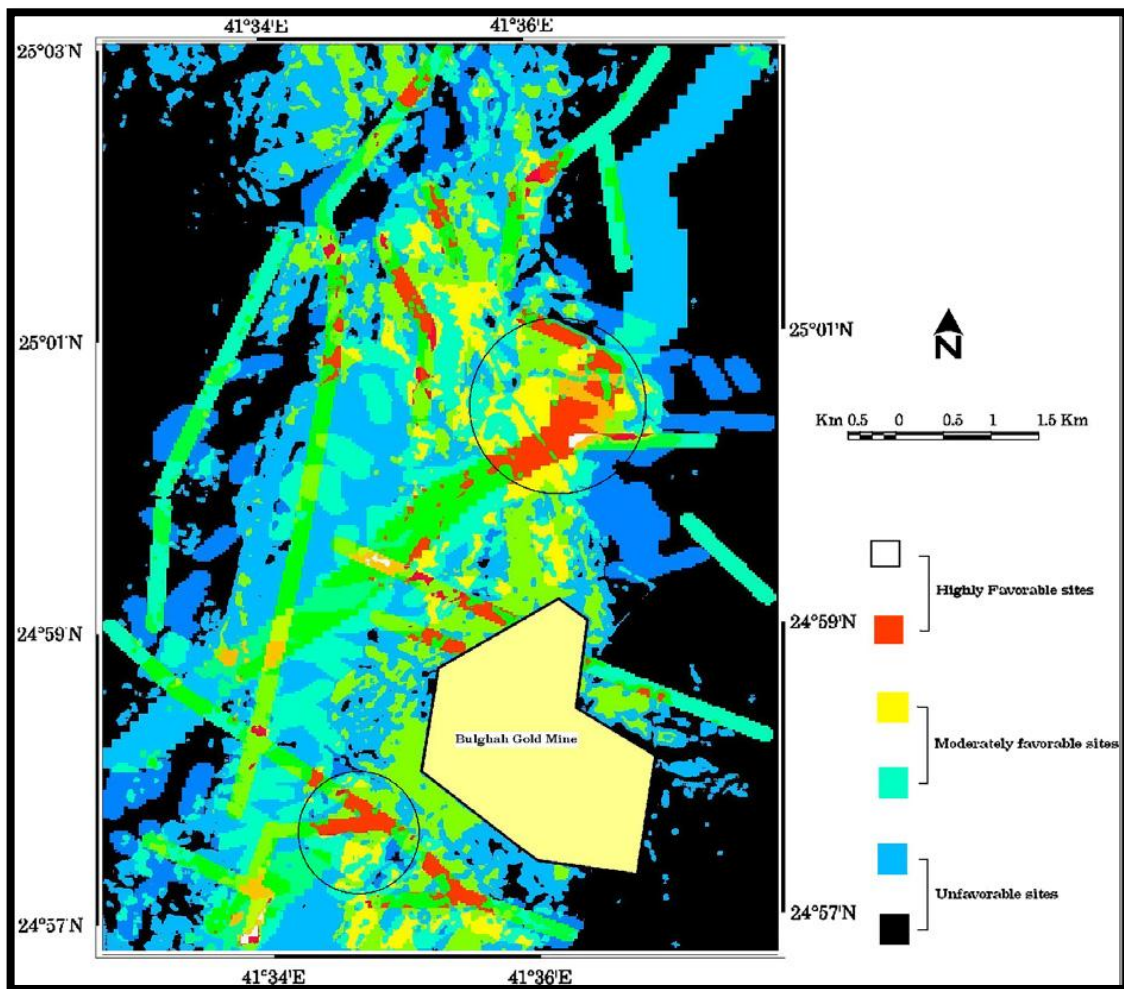 41°34'E 41°36'E
25°03'N
25°01'N 25°01'N
N
Km 0.5 0 0.5 1 1.5 Km
Highly Favorable sites
24°59'N 24°59'N
Moderately favorable sites
Bulghah Gold Mine
Unfavorable sites
24°57'N 24°57'N
41°34'E 41°36'E